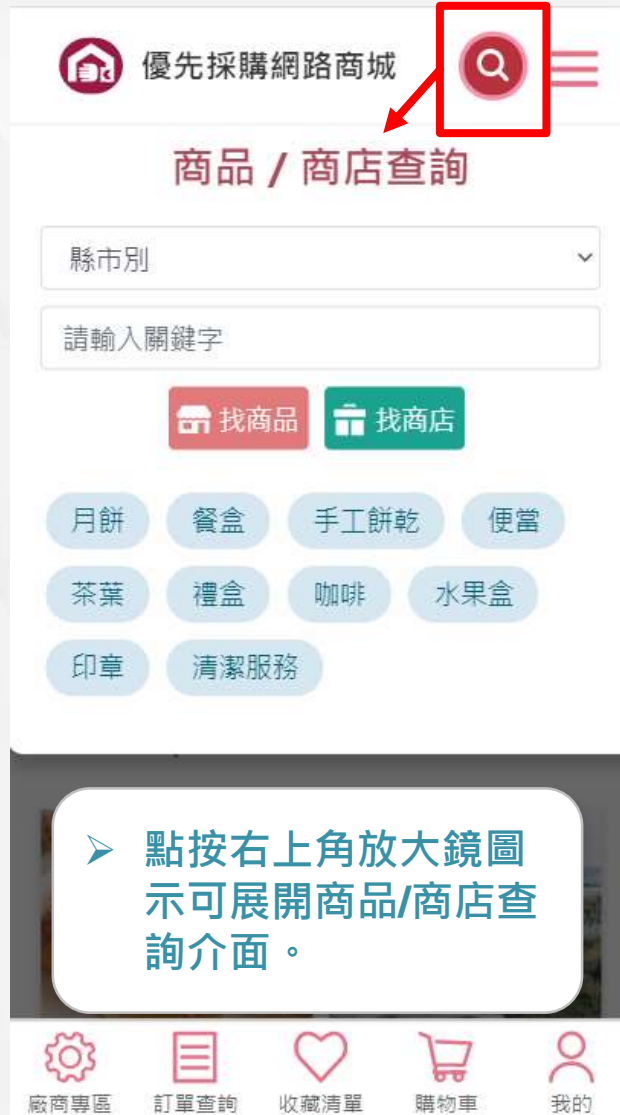 優先採購網路商城
商品 / 商店查詢
縣市別
請輸入關鍵字
找商品 找商店
月餅 餐盒 手工餅乾 便當
茶葉 禮盒 咖啡 水果盒
印章 清潔服務
➢ 點按右上角放大鏡圖
示可展開商品/商店查
詢介面。
廠商專區 訂單查詢 收藏清單 購物車 我的